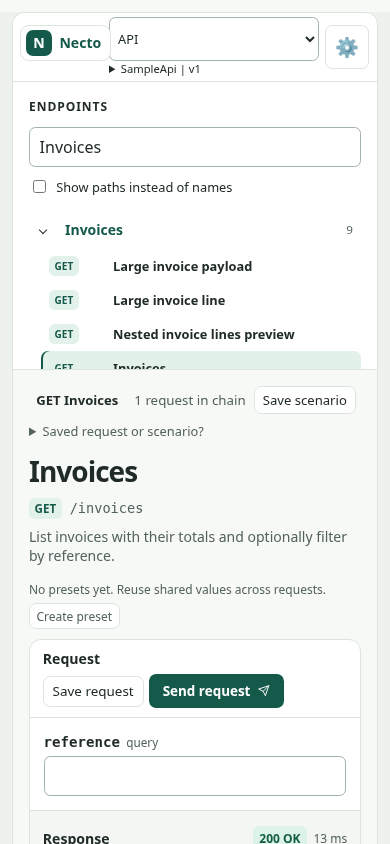 N Necto
API
SampleApi | v1
ENDPOINTS
Invoices
Show paths instead of names
Invoices 9
GET Large invoice payload
GET Large invoice line
GET Nested invoice lines preview
GET Invoices
GET Invoices 1 request in chain Save scenario
Saved request or scenario?
Invoices
GET /invoices
List invoices with their totals and optionally filter
by reference.
No presets yet. Reuse shared values across requests.
Create preset
Request
Save request Send request
reference query
Response 200 OK 13 ms